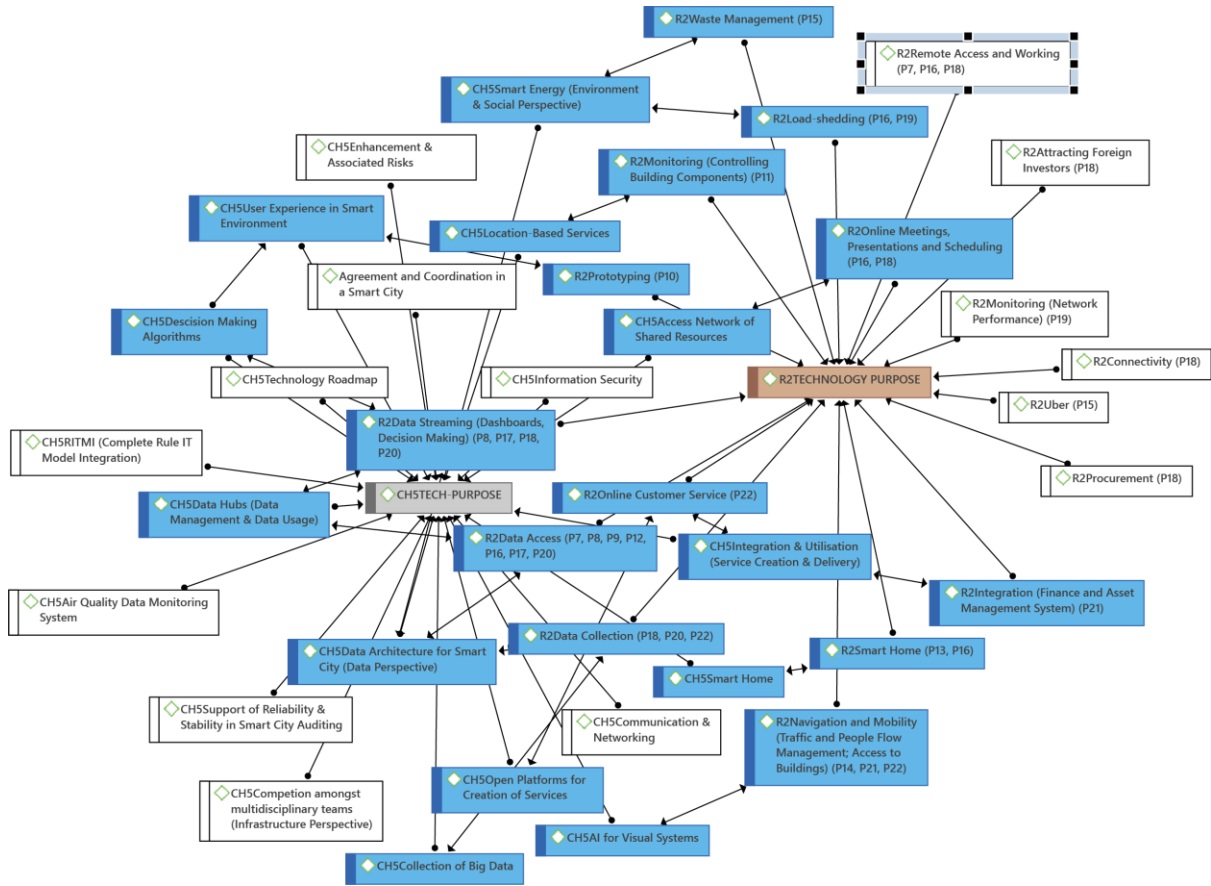 R2Waste Management (P15)
R2Remote Access and Working
(P7, P16, P18)
CH5Smart Energy (Environment
& Social Perspective)
R2Load-shedding (P16, P19)
CH5Enhancement &
Associated Risks
R2Monitoring (Controlling
Building Components) (P11)
R2Attracting Foreign
Investors (P18)
CH5User Experience in Smart
Environment
CH5Location-Based Services
R2Online Meetings,
Presentations and Scheduling
(P16, P18)
Agreement and Coordination in
a Smart City
R2Prototyping (P10)
R2Monitoring (Network
Performance) (P19)
CH5Descision Making
Algorithms
CH5Access Network of
Shared Resources
R2Connectivity (P18)
CH5Technology Roadmap
CH5Information Security
R2TECHNOLOGY PURPOSE
R2Uber (P15)
R2Data Streaming (Dashboards,
Decision Making) (P8, P17, P18,
P20)
CH5RITMI (Complete Rule IT
Model Integration)
R2Procurement (P18)
CH5TECH-PURPOSE
R2Online Customer Service (P22)
CH5Data Hubs (Data
Management & Data Usage)
R2Data Access (P7, P8, P9, P12,
P16, P17, P20)
CH5Integration & Utilisation
(Service Creation & Delivery)
CH5Air Quality Data Monitoring
System
R2Integration (Finance and Asset
Management System) (P21)
R2Data Collection (P18, P20, P22)
CH5Data Architecture for Smart
City (Data Perspective)
R2Smart Home (P13, P16)
CH5Smart Home
CH5Support of Reliability &
Stability in Smart City Auditing
CH5Communication &
Networking
R2Navigation and Mobility
(Traffic and People Flow
Management; Access to
Buildings) (P14, P21, P22)
CH5Competion amongst
multidisciplinary teams
(Infrastructure Perspective)
CH5Open Platforms for
Creation of Services
CH5AI for Visual Systems
CH5Collection of Big Data